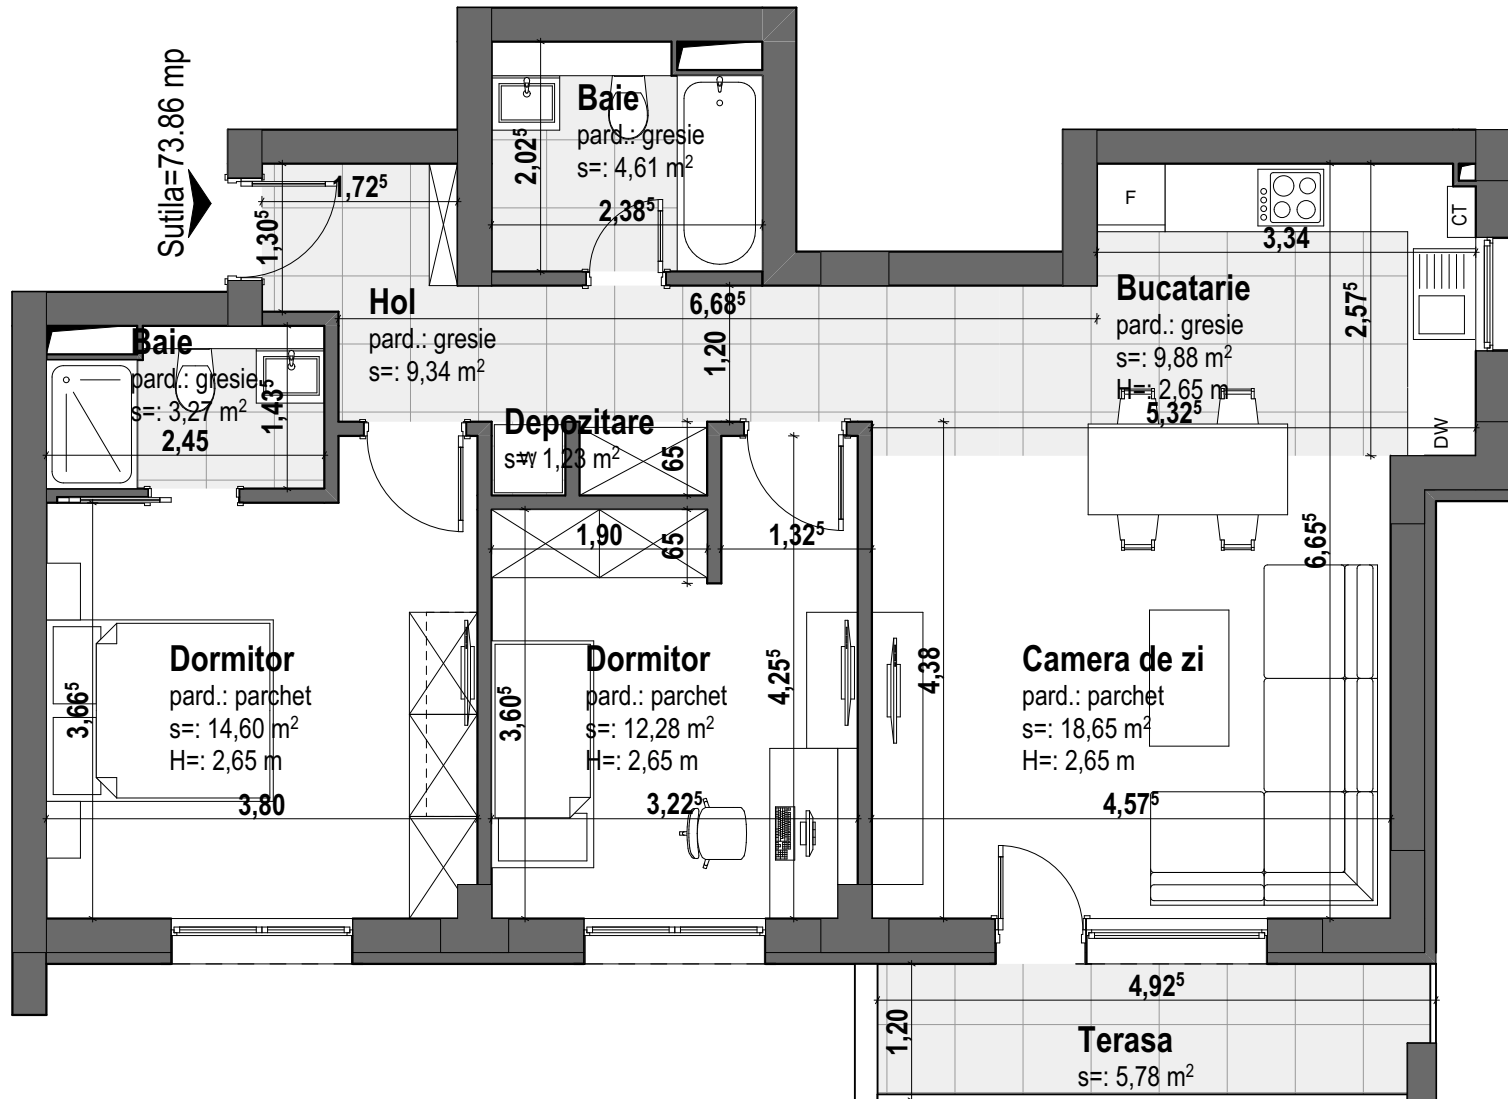 Sutila=73.86 mp
Baie
pard.: gresie
s=: 4,61 m²
2,02⁵
2,38⁵
1,72⁵
1,30⁵
Hol
pard.: gresie
s=: 9,34 m²
6,68⁵
1,20
F
CT
3,34
Bucatarie
pard.: gresie
s=: 9,88 m²
H=: 2,65 m
2,57⁵
5,32⁵
DW
Baie
pard.: gresie
s=: 3,27 m²
1,43⁵
2,45
Depozitare
s=: 1,23 m²
W
65
1,90
65
1,32⁵
6,65⁵
Dormitor
pard.: parchet
s=: 14,60 m²
H=: 2,65 m
3,66⁵
3,80
Dormitor
pard.: parchet
s=: 12,28 m²
H=: 2,65 m
3,60⁵
4,25⁵
3,22⁵
4,38
Camera de zi
pard.: parchet
s=: 18,65 m²
H=: 2,65 m
4,57⁵
4,92⁵
1,20
Terasa
s=: 5,78 m²